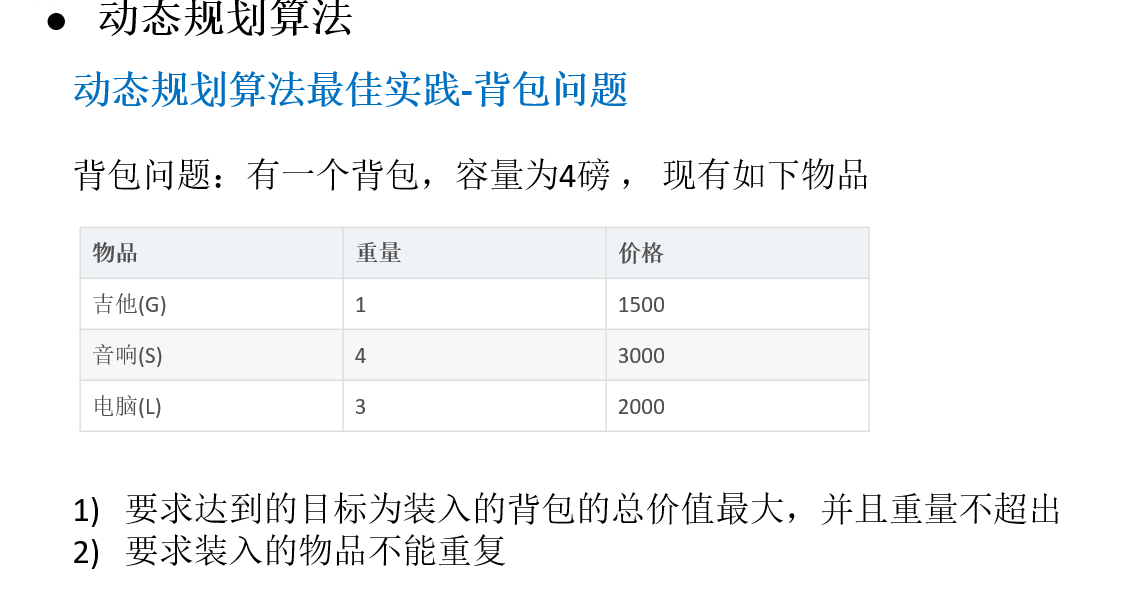 ● 动态规划算法
动态规划算法最佳实践-背包问题
背包问题：有一个背包，容量为4磅 ， 现有如下物品
物品 重量 价格
吉他(G) 1 1500
音响(S) 4 3000
电脑(L) 3 2000
1) 要求达到的目标为装入的背包的总价值最大，并且重量不超出
2) 要求装入的物品不能重复